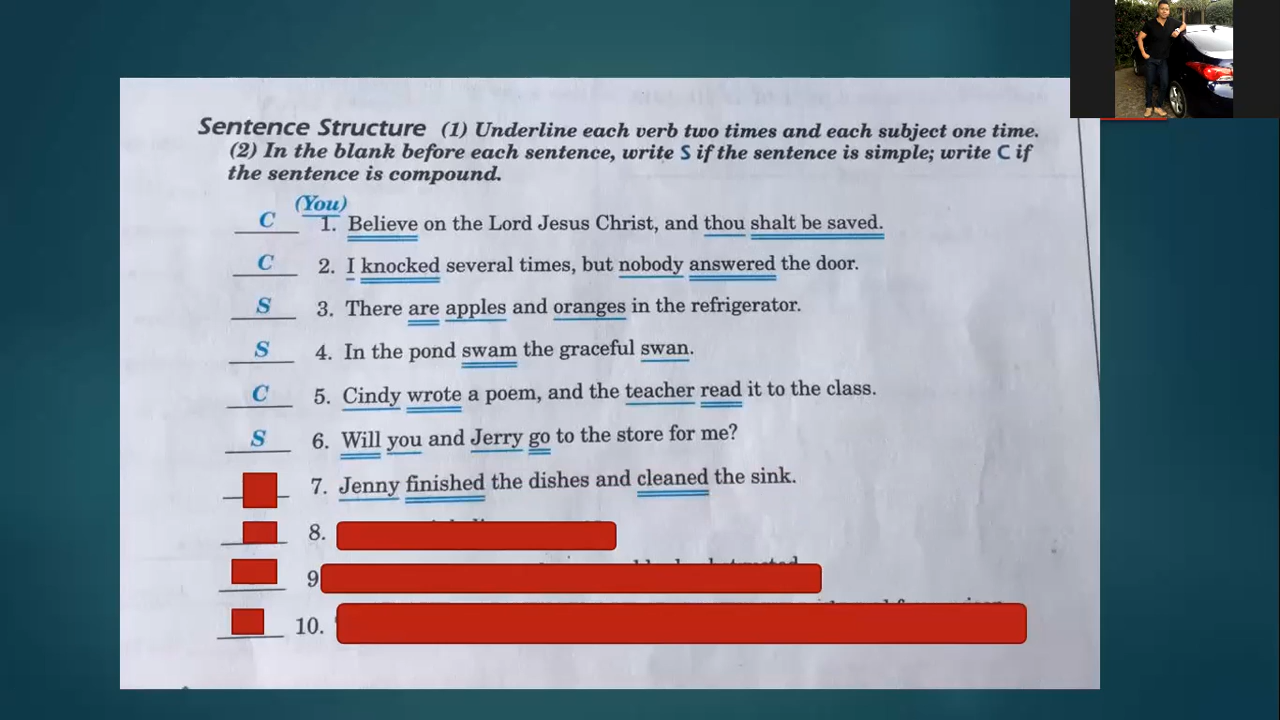 Sentence Structure (1) Underline each verb two times and each subject one time.
(2) In the blank before each sentence, write S if the sentence is simple; write C if
the sentence is compound.
(You)
C 1. Believe on the Lord Jesus Christ, and thou shalt be saved.
C 2. I knocked several times, but nobody answered the door.
S 3. There are apples and oranges in the refrigerator.
S 4. In the pond swam the graceful swan.
C 5. Cindy wrote a poem, and the teacher read it to the class.
S 6. Will you and Jerry go to the store for me?
7. Jenny finished the dishes and cleaned the sink.
8.
9
10.